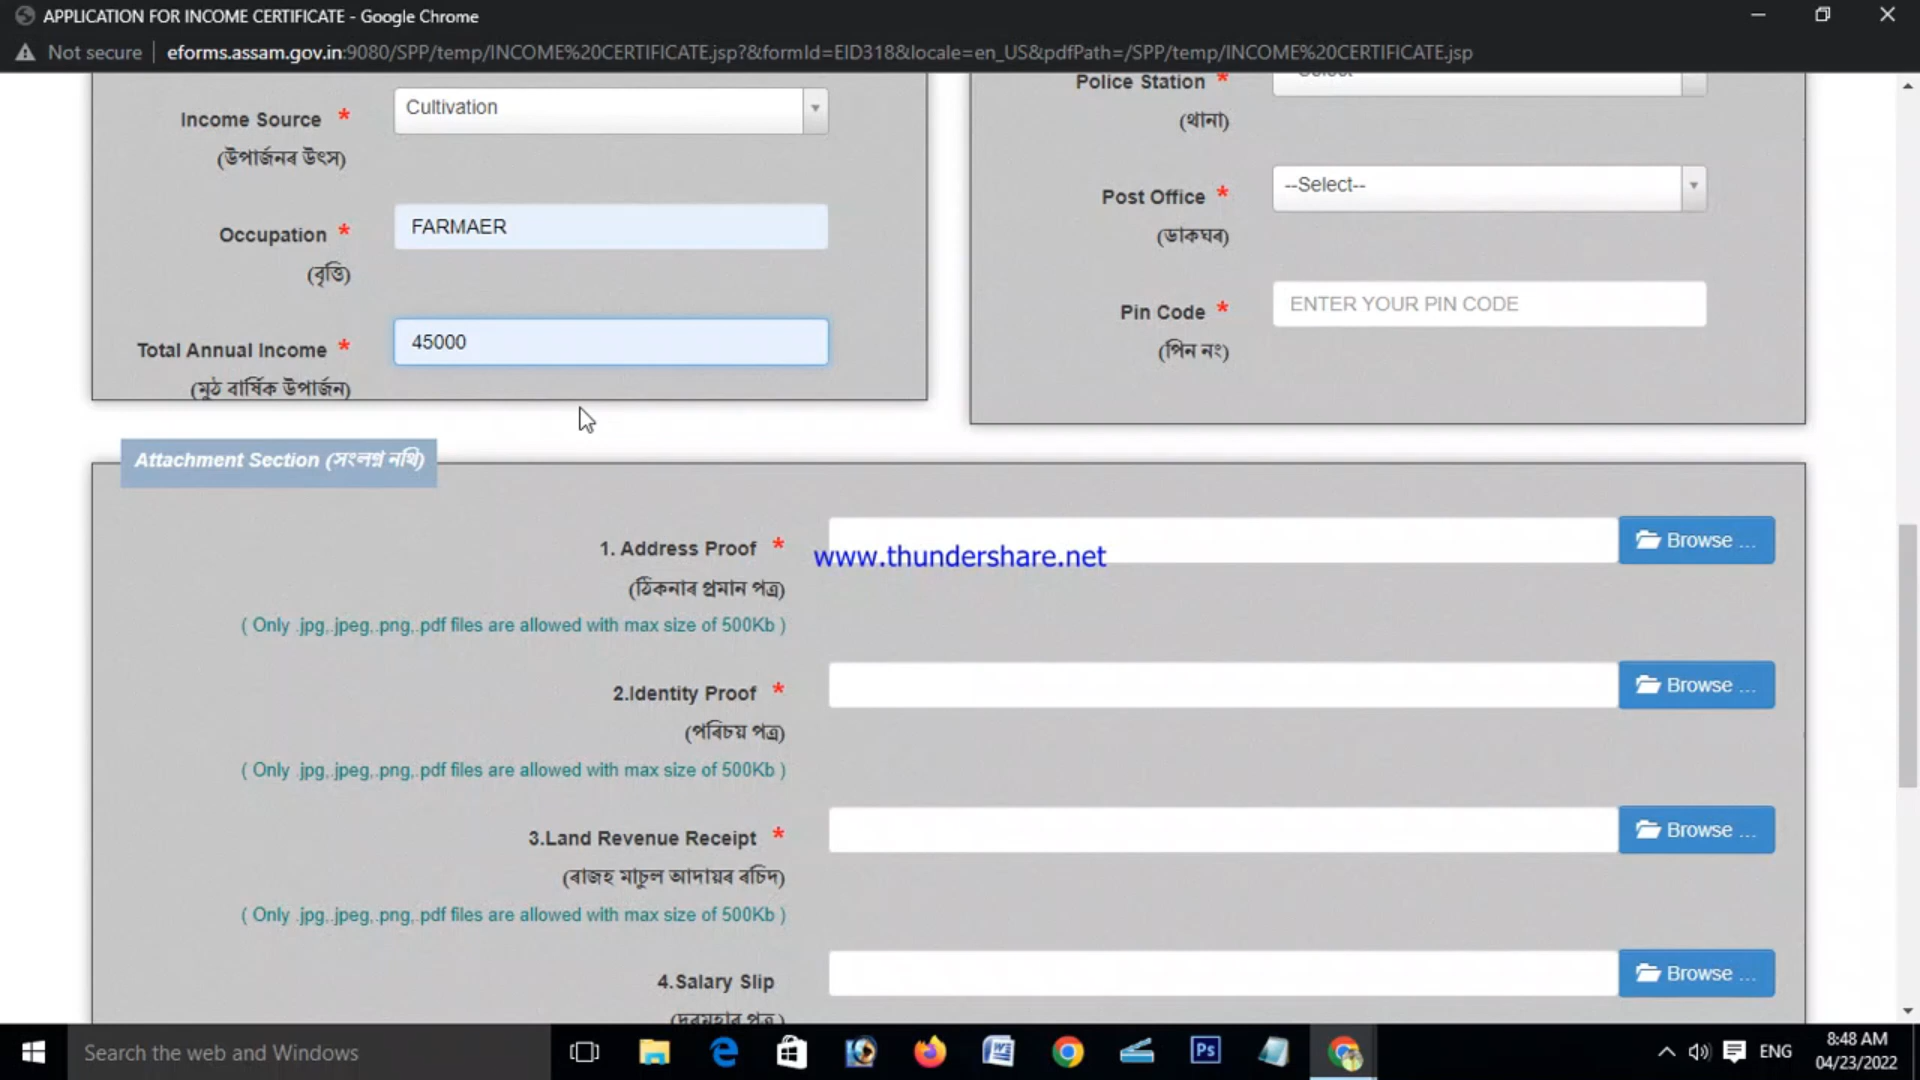 APPLICATION FOR INCOME CERTIFICATE - Google Chrome
Not secure eforms.assam.gov.in:9080/SPP/temp/INCOME%20CERTIFICATE.jsp?&formId=EID318&locale=en_US&pdfPath=/SPP/temp/INCOME%20CERTIFICATE.jsp
Income Source *
(উপাৰ্জনৰ উৎস)
Cultivation
Occupation *
(বৃত্তি)
FARMAER
Total Annual Income *
(মুঠ বাৰ্ষিক উপাৰ্জন)
45000
Police Station *
(থানা)
Post Office *
(ডাকঘৰ)
--Select--
Pin Code *
(পিন নং)
ENTER YOUR PIN CODE
Attachment Section (সংলগ্ন নথি)
1. Address Proof *
(ঠিকনাৰ প্ৰমান পত্ৰ)
( Only .jpg,.jpeg,.png,.pdf files are allowed with max size of 500Kb )
www.thundershare.net
Browse ...
2.Identity Proof *
(পৰিচয় পত্ৰ)
( Only .jpg,.jpeg,.png,.pdf files are allowed with max size of 500Kb )
Browse ...
3.Land Revenue Receipt *
(ৰাজহ মাচুল আদায়ৰ ৰচিদ)
( Only .jpg,.jpeg,.png,.pdf files are allowed with max size of 500Kb )
Browse ...
4.Salary Slip
(দৰমহাৰ পত্ৰ)
Browse ...
Search the web and Windows
Ps
ENG
8:48 AM
04/23/2022